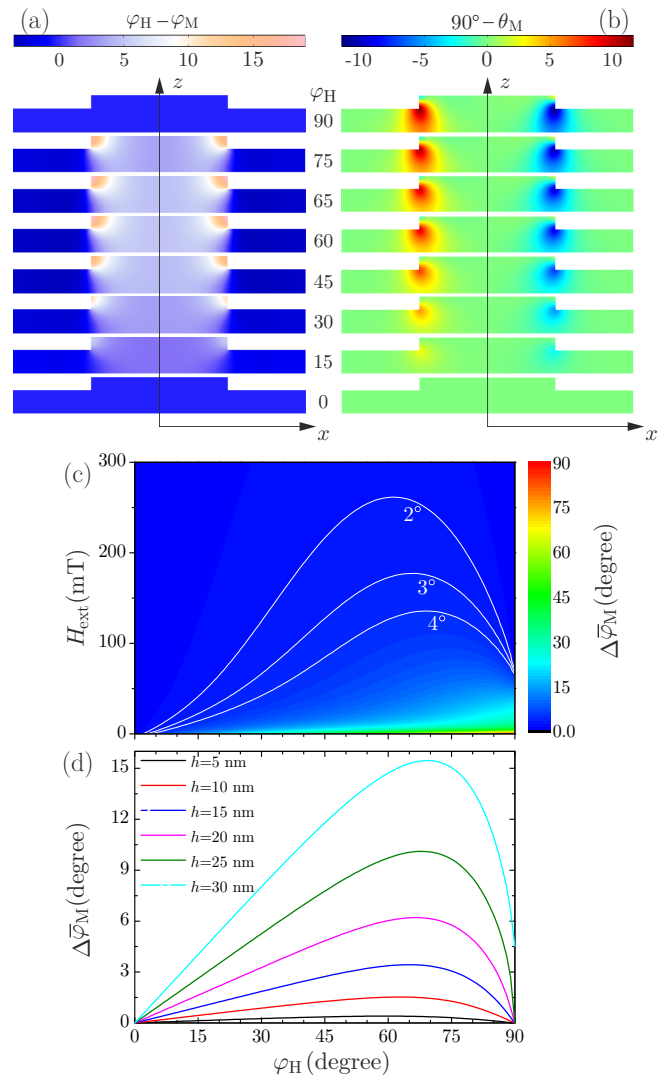 (a) φH − φM
90° − θM (b)
0 5 10 15
-10 -5 0 5 10
z φH z
90
75
65
60
45
30
15
0
x x
(c)
300
200
100
0
Hext(mT)
2°
3°
4°
90
75
60
45
30
15
0.0
Δφ̅M(degree)
(d)
15
12
9
6
3
0
Δφ̅M(degree)
h=5 nm
h=10 nm
h=15 nm
h=20 nm
h=25 nm
h=30 nm
0 15 30 45 60 75 90
φH(degree)